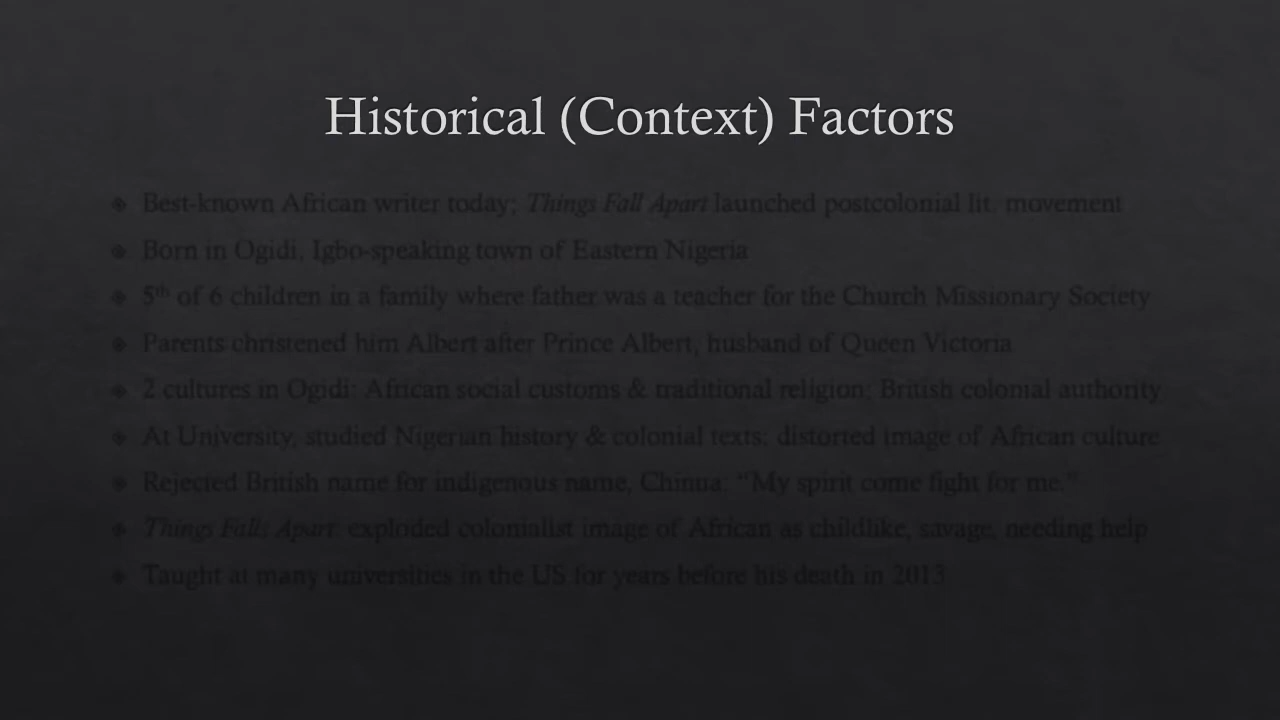 Historical (Context) Factors
Best-known African writer today; Things Fall Apart launched postcolonial lit. movement
Born in Ogidi, Igbo-speaking town of Eastern Nigeria
5th of 6 children in a family where father was a teacher for the Church Missionary Society
Parents christened him Albert after Prince Albert, husband of Queen Victoria
2 cultures in Ogidi: African social customs & traditional religion; British colonial authority
At University, studied Nigerian history & colonial texts: distorted image of African culture
Rejected British name for indigenous name, Chinua: “My spirit come fight for me.”
Things Falls Apart: exploded colonialist image of African as childlike, savage, needing help
Taught at many universities in the US for years before his death in 2013